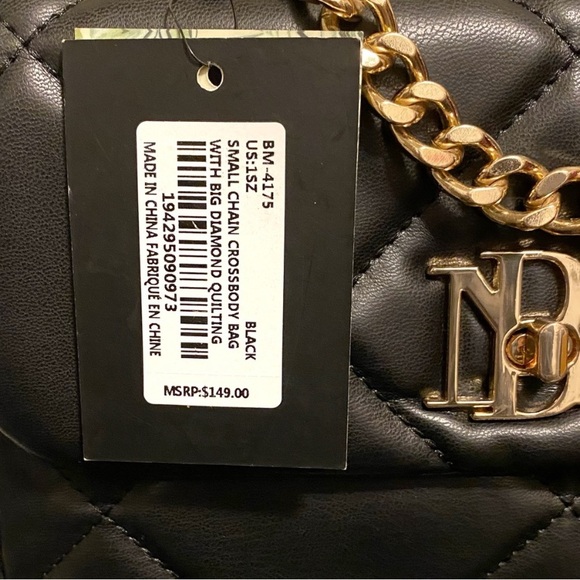 BM-4175
US:1SZ BLACK
SMALL CHAIN CROSSBODY BAG
WITH BIG DIAMOND QUILTING
194295090973
MADE IN CHINA FABRIQUÉ EN CHINE
MSRP:$149.00
NB